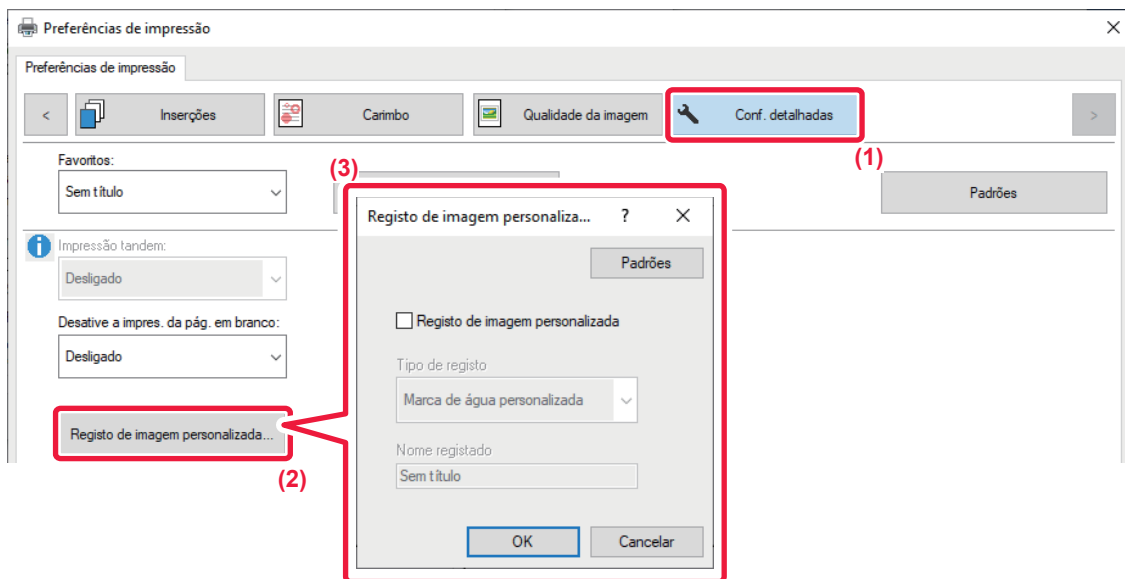 Preferências de impressão
Preferências de impressão
<
Inserções
Carimbo
Qualidade da imagem
Conf. detalhadas
>
(1)
Favoritos:
Sem título
(3)
Padrões
Impressão tandem:
Desligado
Desative a impres. da pág. em branco:
Desligado
Registo de imagem personalizada...
(2)
Registo de imagem personaliza...
?
Padrões
Registo de imagem personalizada
Tipo de registo
Marca de água personalizada
Nome registado
Sem título
OK
Cancelar